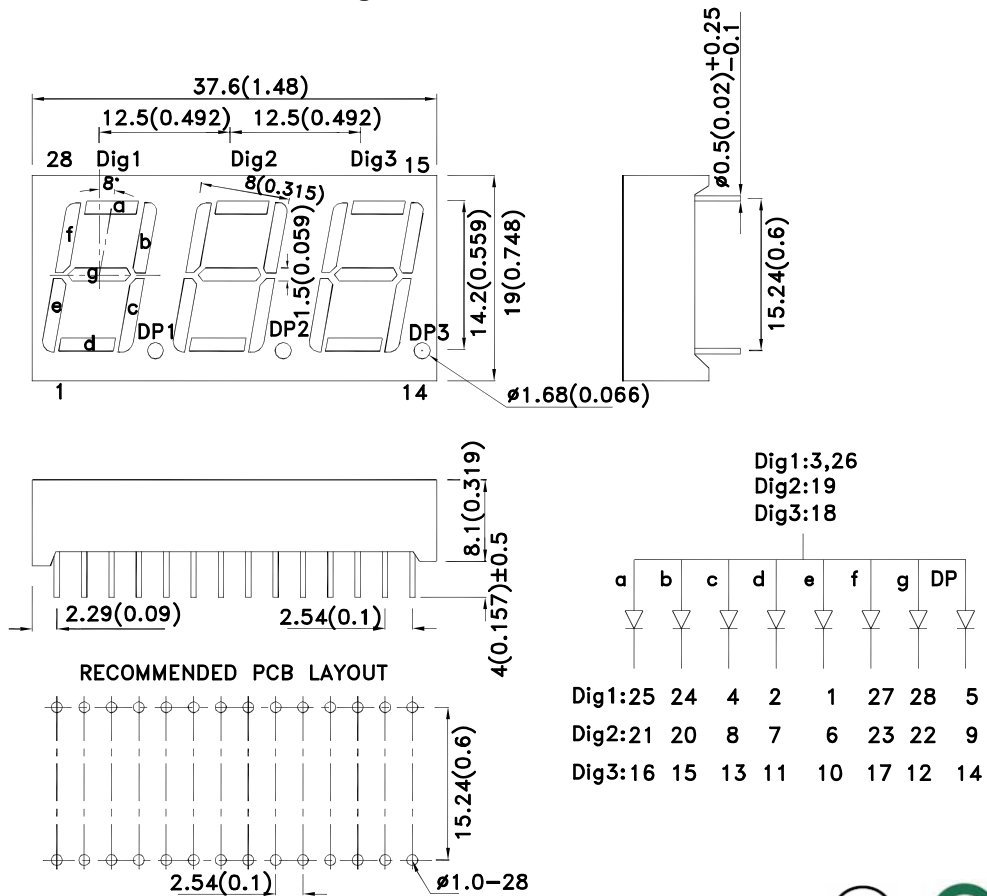 37.6(1.48)
12.5(0.492) 12.5(0.492)
28 Dig1 Dig2 Dig3 15
8°
8(0.315)
a
f b
g
e c
d
DP1 DP2 DP3
1.5(0.059)
14.2(0.559)
19(0.748)
1 14
ø1.68(0.066)
ø0.5(0.02)+0.25
-0.1
15.24(0.6)
8.1(0.319)
4(0.157)±0.5
2.29(0.09) 2.54(0.1)
RECOMMENDED PCB LAYOUT
15.24(0.6)
2.54(0.1) ø1.0-28
Dig1:3,26
Dig2:19
Dig3:18
a b c d e f g DP
Dig1:25 24 4 2 1 27 28 5
Dig2:21 20 8 7 6 23 22 9
Dig3:16 15 13 11 10 17 12 14